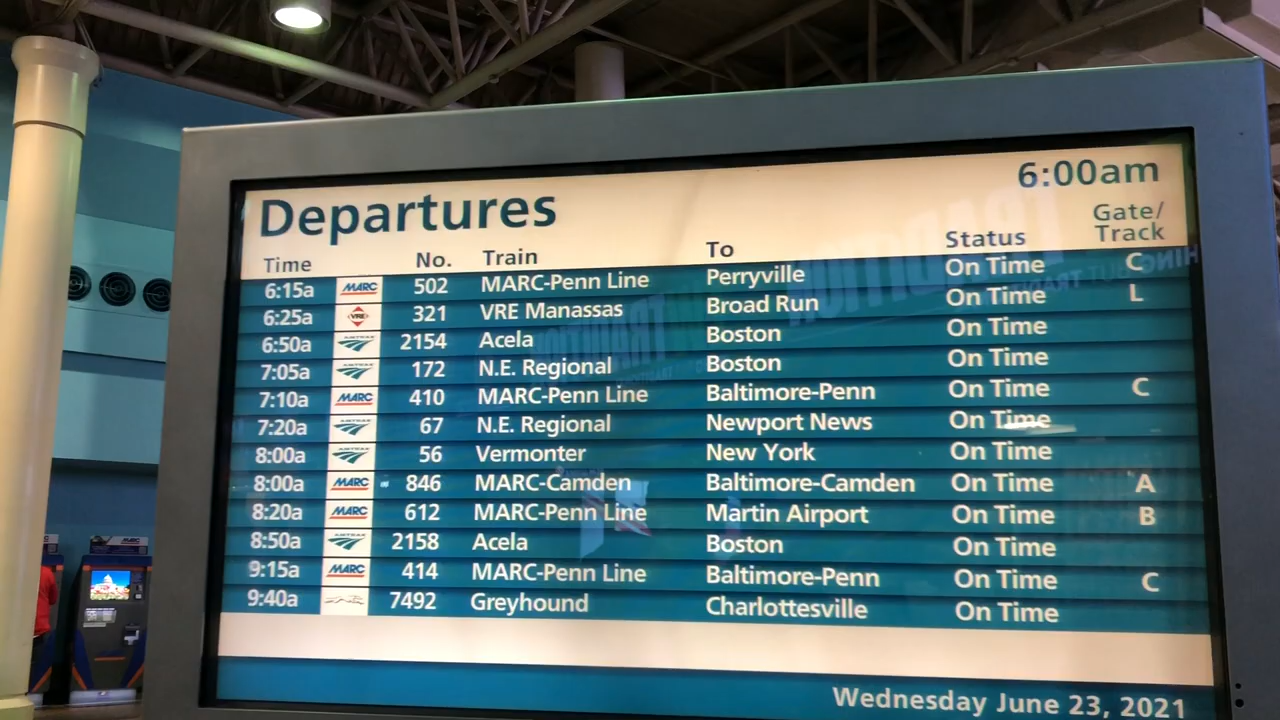 6:00am
Departures
Time No. Train To Status Gate/ Track
6:15a MARC 502 MARC-Penn Line Perryville On Time C
6:25a VRE 321 VRE Manassas Broad Run On Time L
6:50a AMTRAK 2154 Acela Boston On Time
7:05a AMTRAK 172 N.E. Regional Boston On Time
7:10a MARC 410 MARC-Penn Line Baltimore-Penn On Time C
7:20a AMTRAK 67 N.E. Regional Newport News On Time
8:00a AMTRAK 56 Vermonter New York On Time
8:00a MARC 846 MARC-Camden Baltimore-Camden On Time A
8:20a MARC 612 MARC-Penn Line Martin Airport On Time B
8:50a AMTRAK 2158 Acela Boston On Time
9:15a MARC 414 MARC-Penn Line Baltimore-Penn On Time C
9:40a 7492 Greyhound Charlottesville On Time
Wednesday June 23, 2021